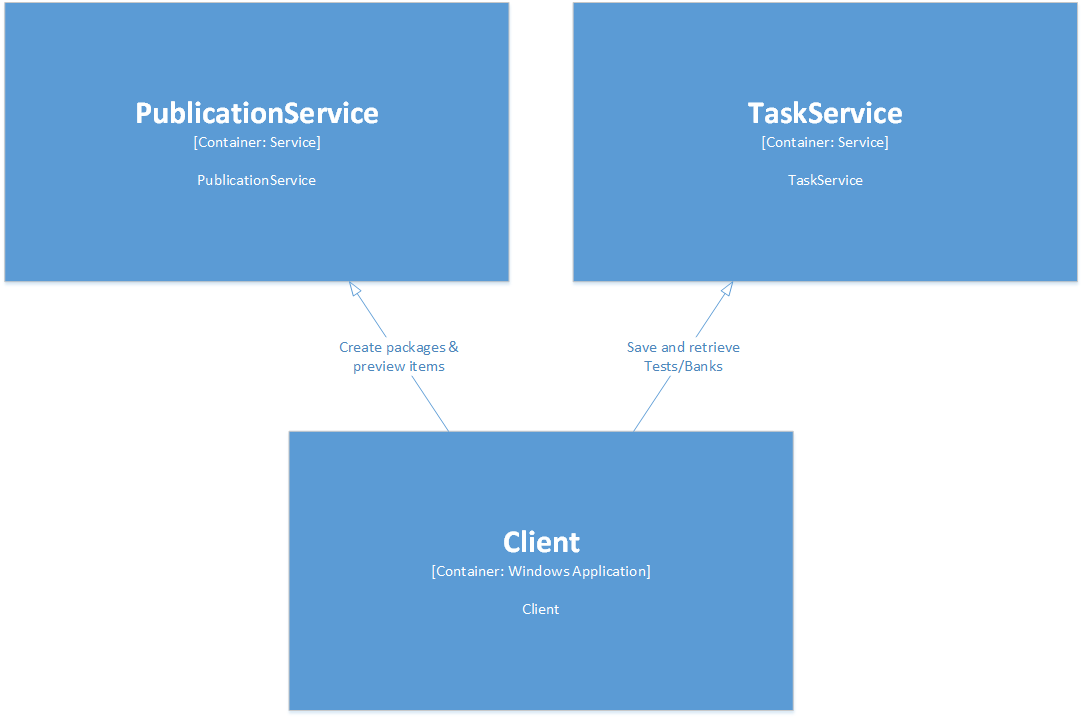 PublicationService
[Container: Service]
PublicationService
TaskService
[Container: Service]
TaskService
Create packages &
preview items
Save and retrieve
Tests/Banks
Client
[Container: Windows Application]
Client